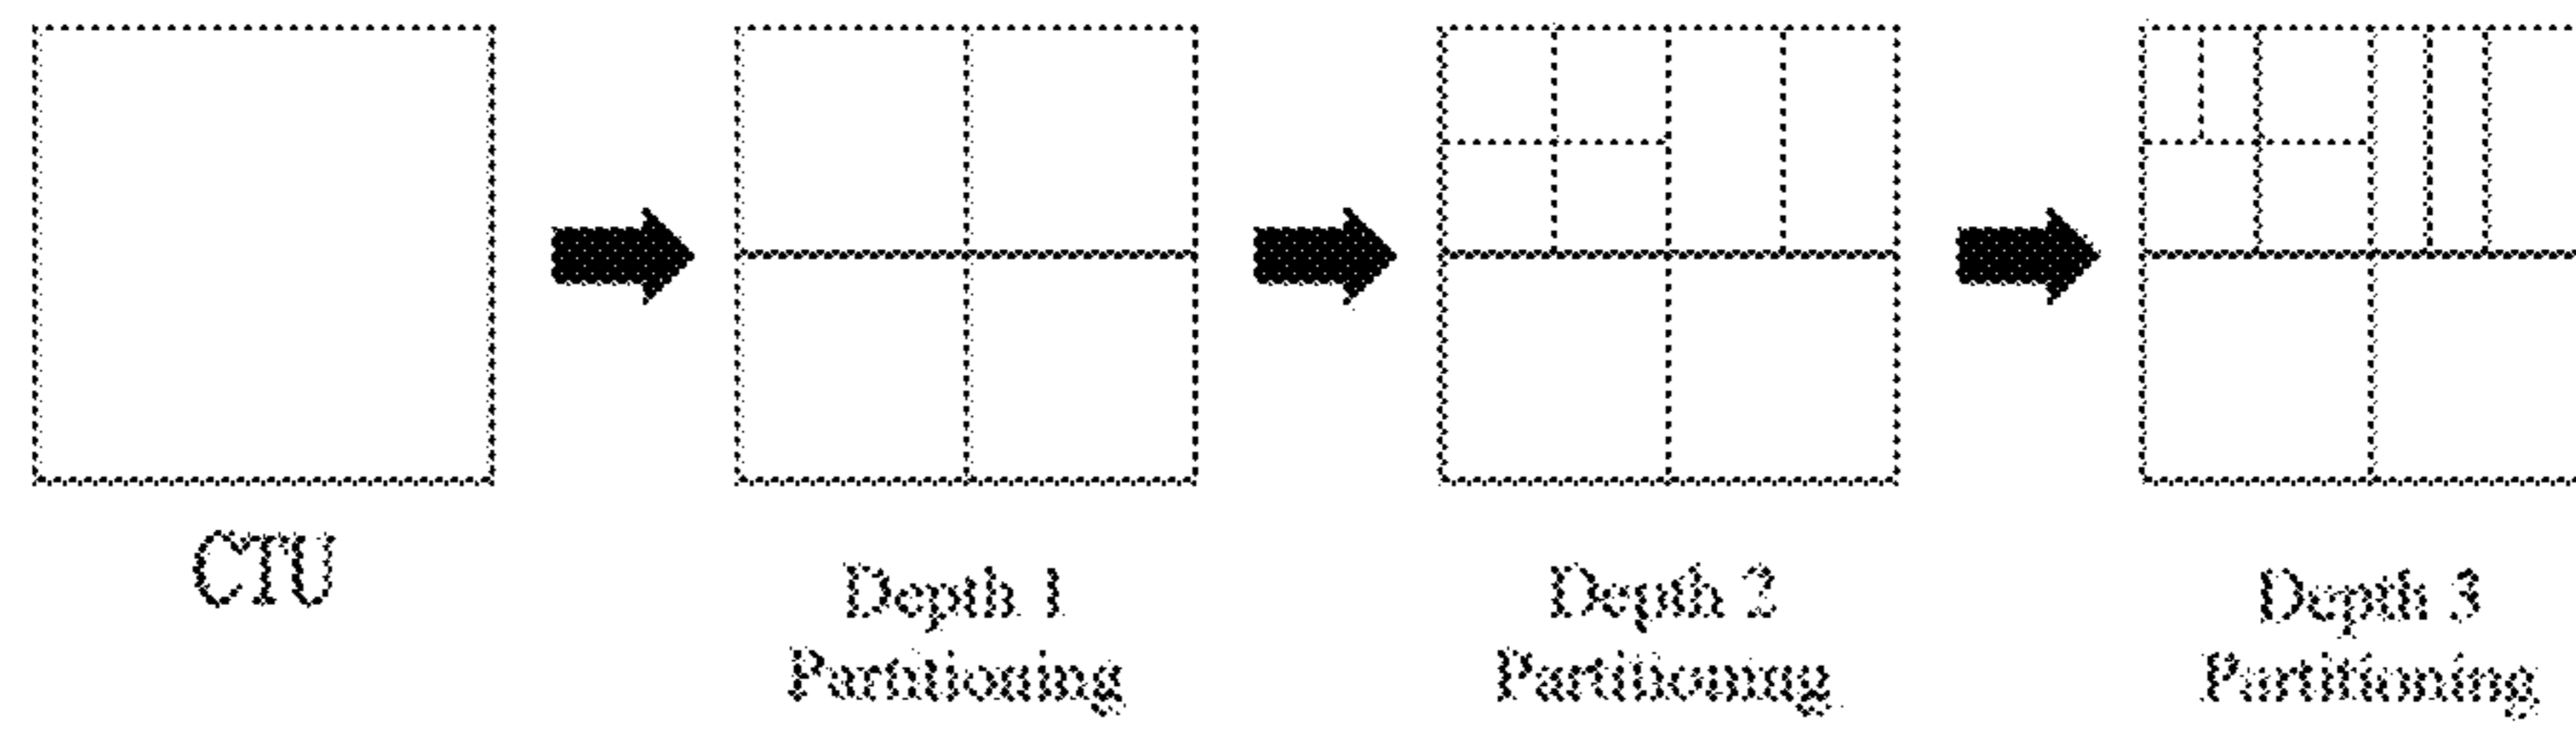 CTU
Depth 1
Partitioning
Depth 2
Partitioning
Depth 3
Partitioning